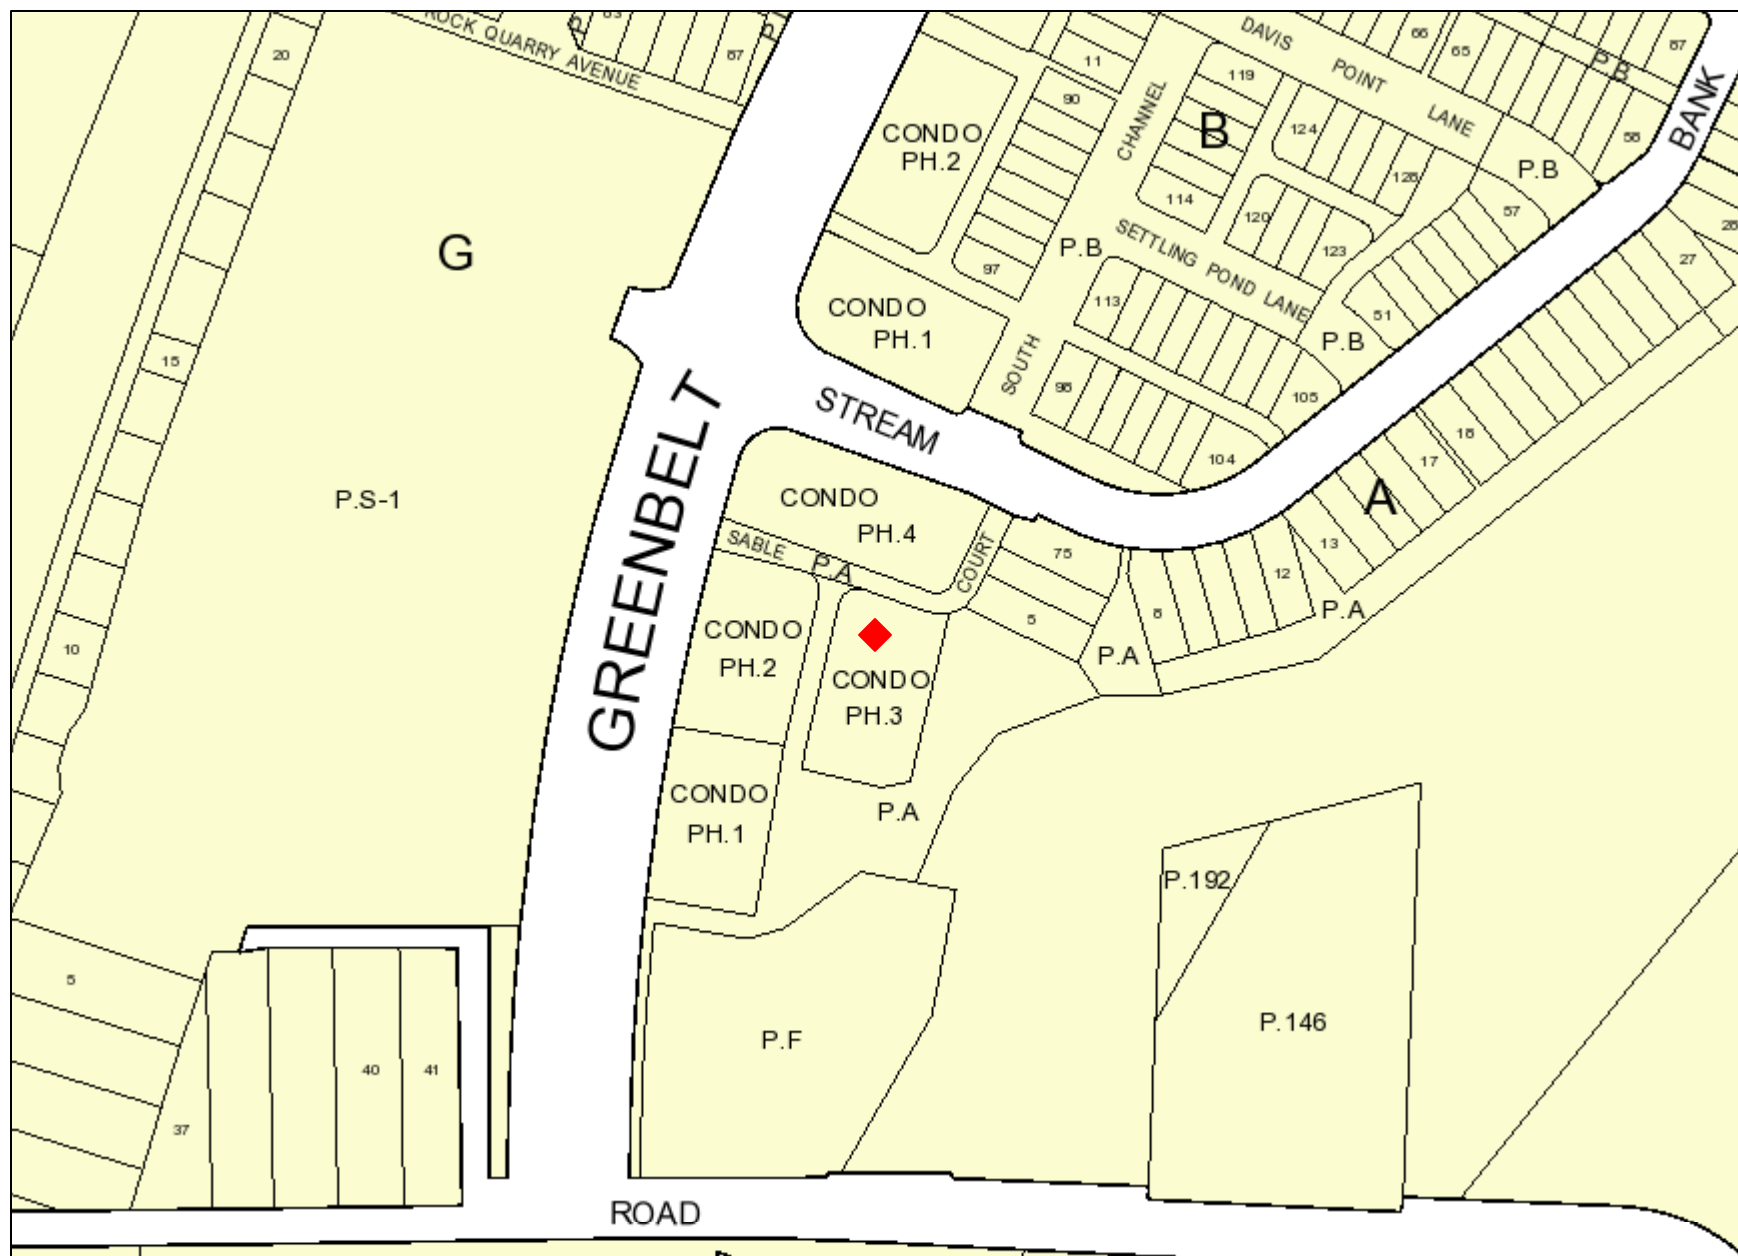 ROCK QUARRY AVENUE
20
87
G
15
P.S-1
10
5
37
40
41
GREENBELT
ROAD
CONDO
PH.2
CONDO
PH.1
STREAM
BANK
11
90
97
SOUTH
CHANNEL
DAVIS POINT LANE
66
65
67
P.B
58
119
B
114
124
128
120
123
P.B
57
SETTLING POND LANE
P.B
113
51
P.B
105
98
104
28
27
18
17
A
13
12
8
P.A
P.A
CONDO
PH.4
SABLE
P.A
COURT
75
5
CONDO
PH.2
CONDO
PH.3
CONDO
PH.1
P.A
P.192
P.146
P.F